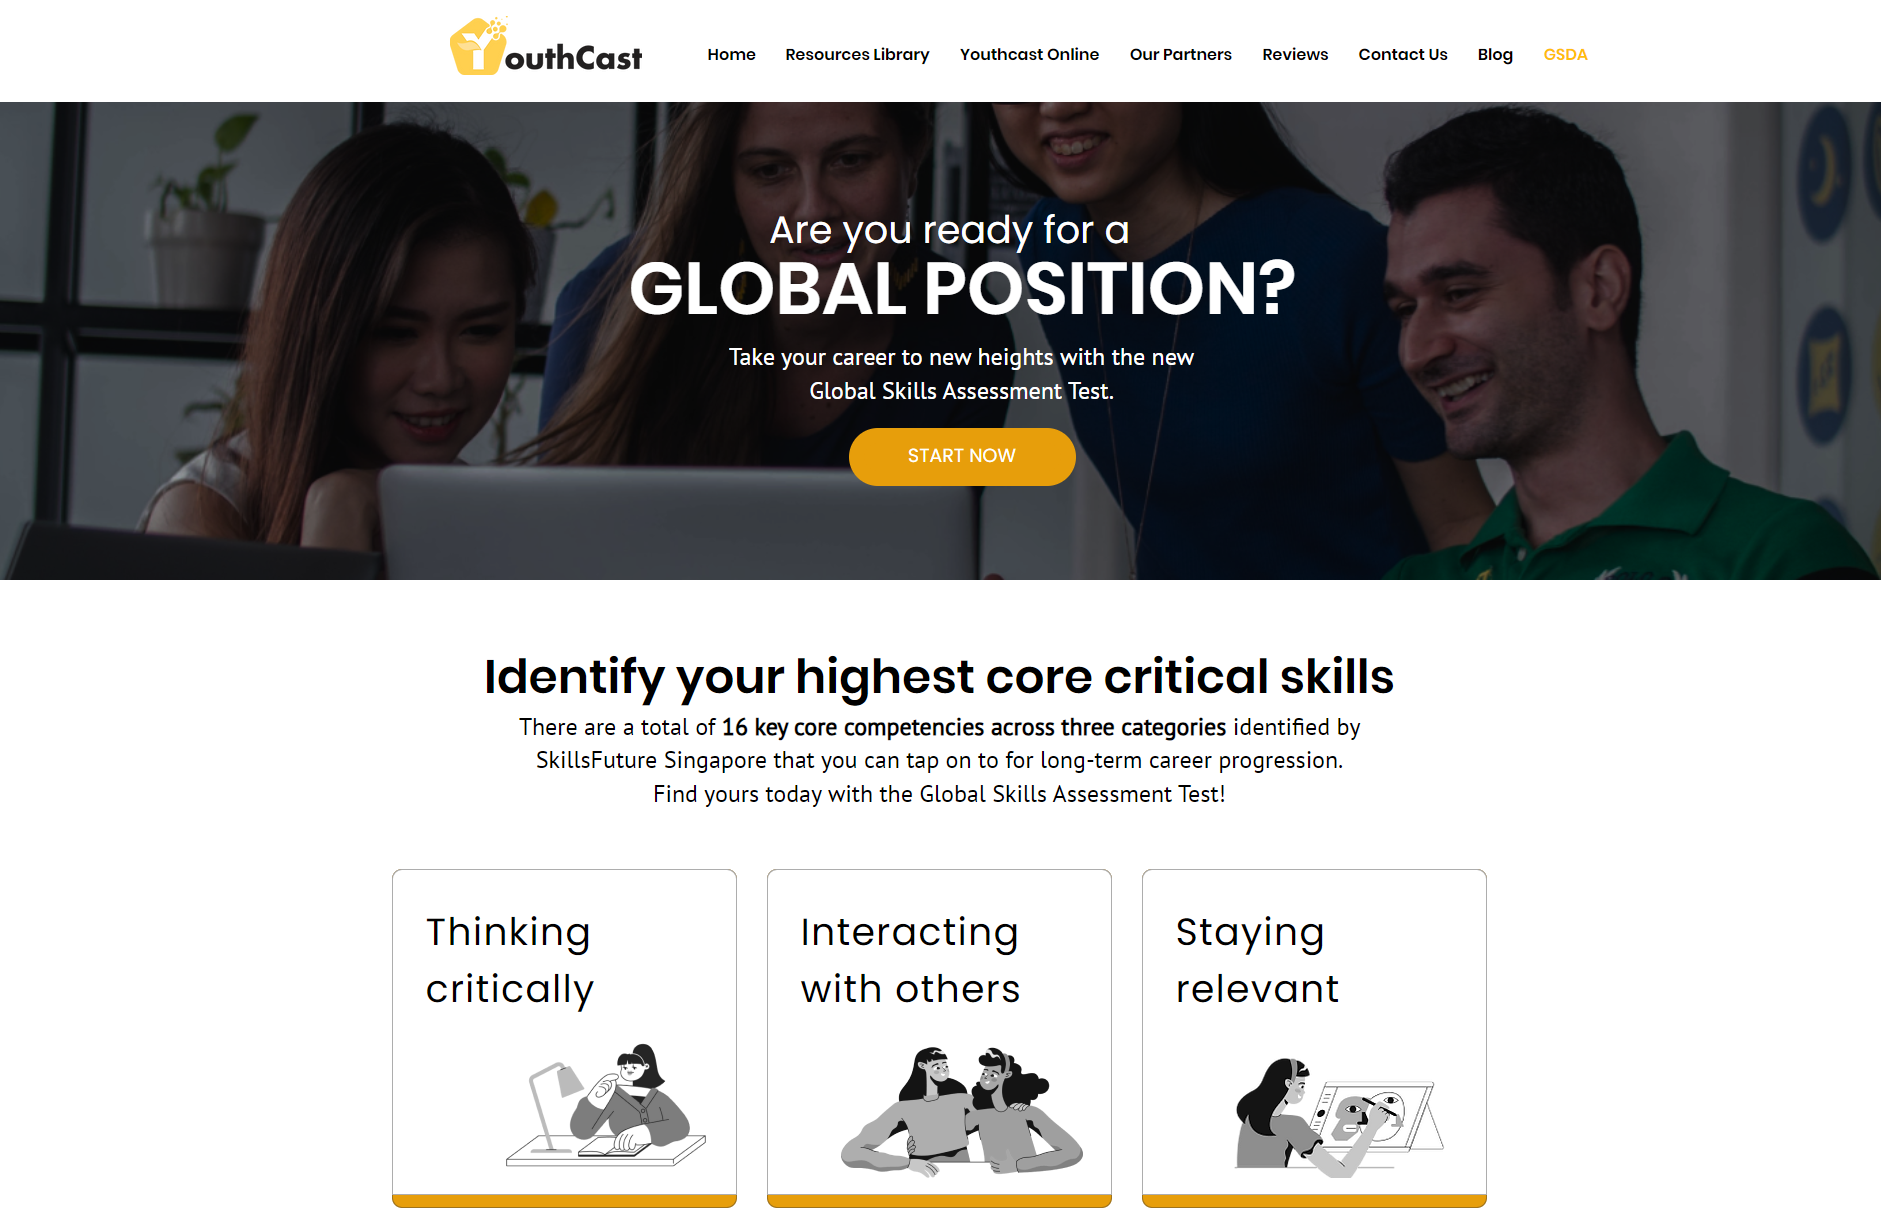 YouthCast
Home Resources Library Youthcast Online Our Partners Reviews Contact Us Blog GSDA
Are you ready for a
GLOBAL POSITION?
Take your career to new heights with the new
Global Skills Assessment Test.
START NOW
Identify your highest core critical skills
There are a total of 16 key core competencies across three categories identified by
SkillsFuture Singapore that you can tap on to for long-term career progression.
Find yours today with the Global Skills Assessment Test!
Thinking
critically
Interacting
with others
Staying
relevant